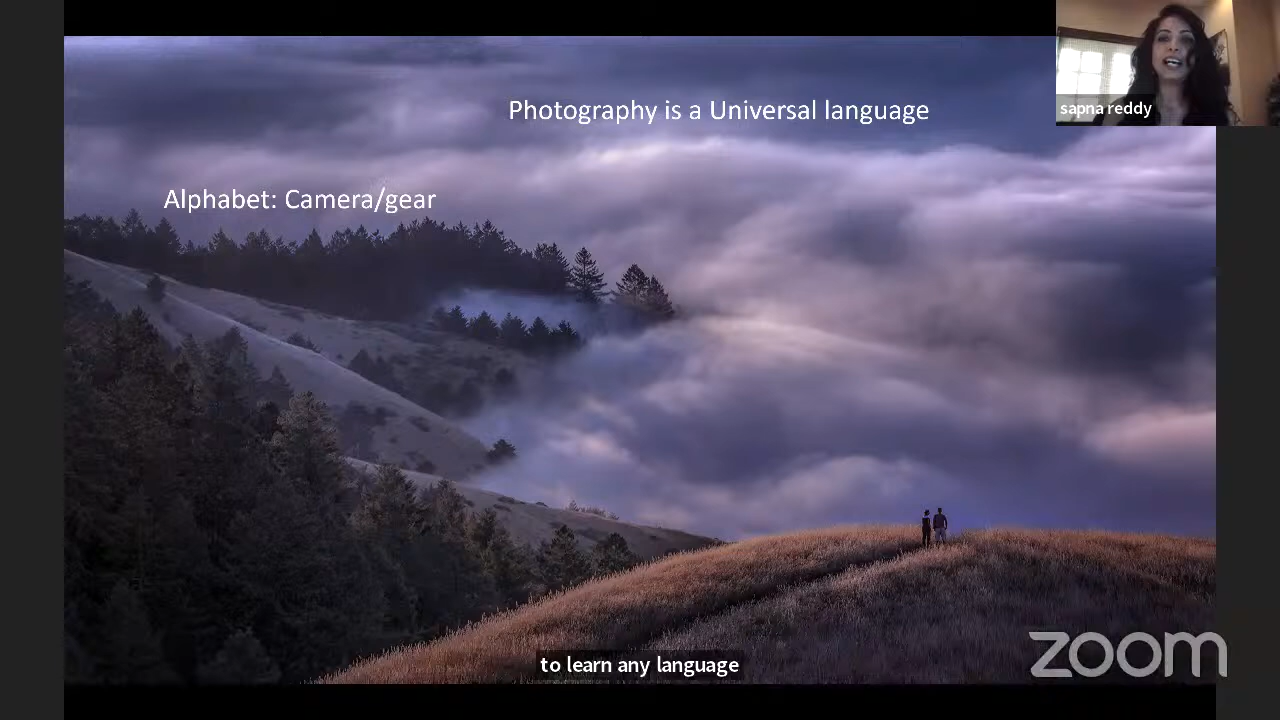 Photography is a Universal language
sapna reddy
Alphabet: Camera/gear
to learn any language
zoom